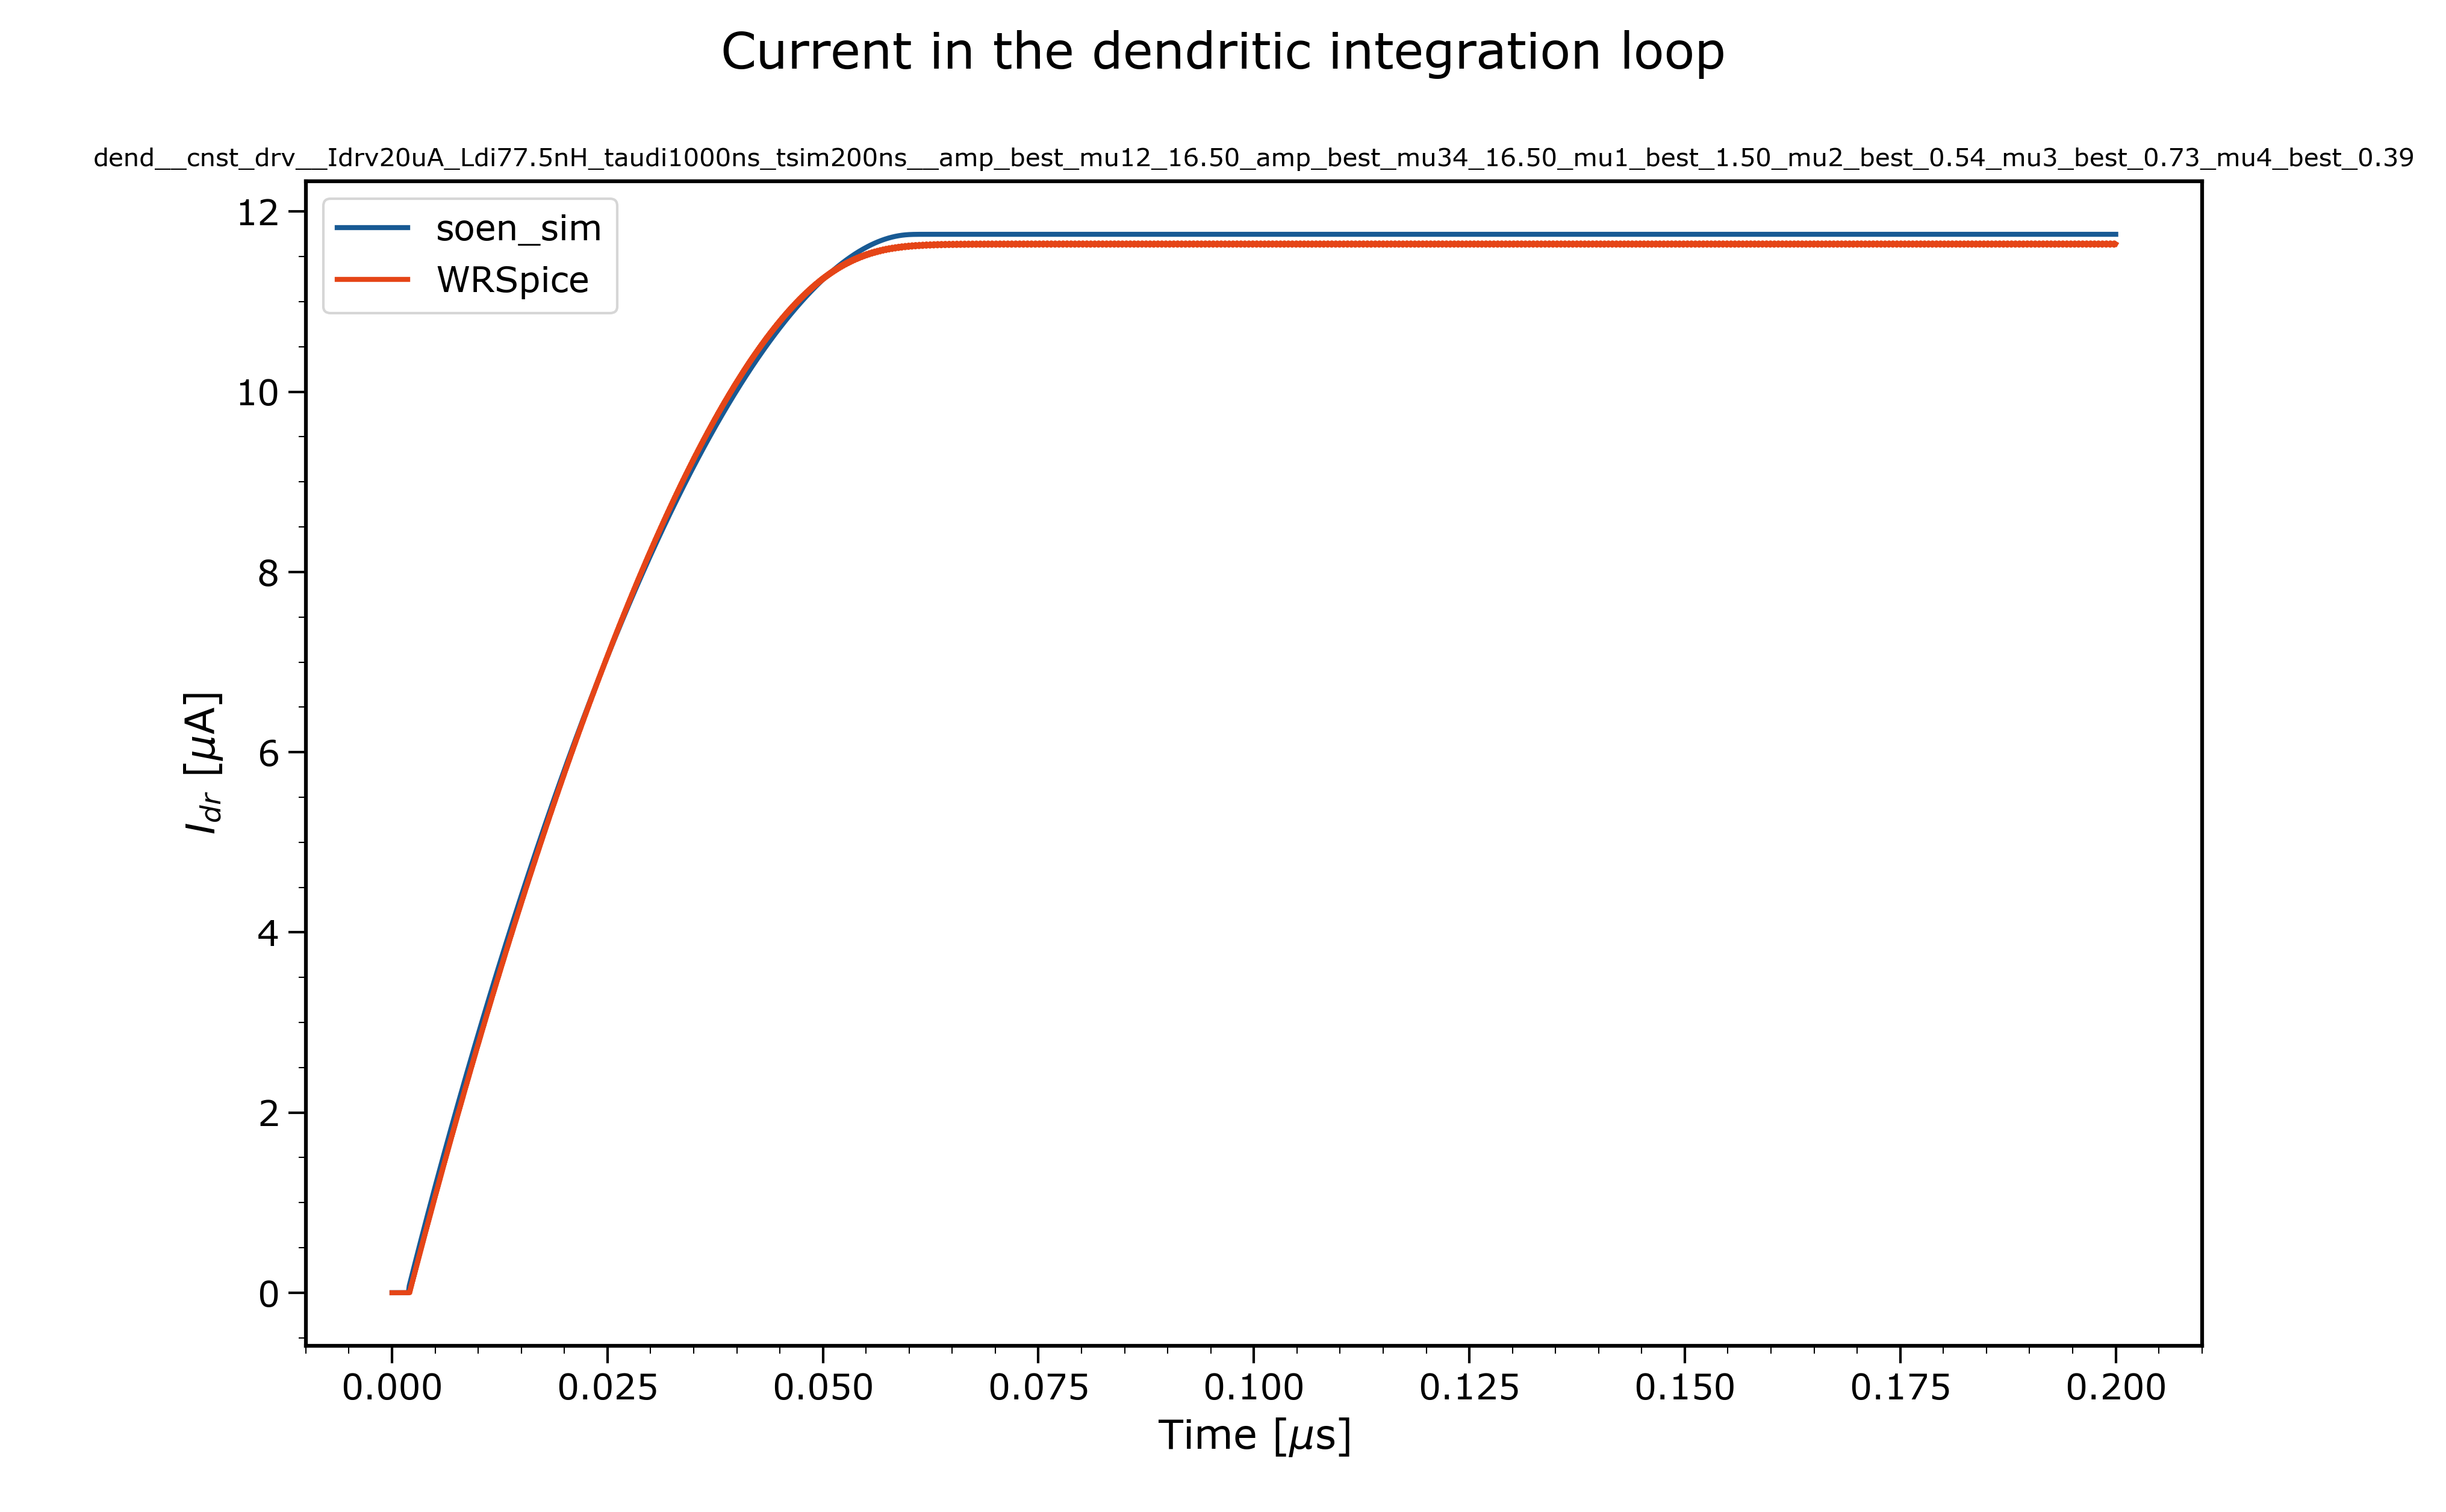 Current in the dendritic integration loop
dend__cnst_drv__Idrv20uA_Ldi77.5nH_taudi1000ns_tsim200ns__amp_best_mu12_16.50_amp_best_mu34_16.50_mu1_best_1.50_mu2_best_0.54_mu3_best_0.73_mu4_best_0.39
soen_sim
WRSpice
12
10
8
6
4
2
0
I_dr [μA]
0.000 0.025 0.050 0.075 0.100 0.125 0.150 0.175 0.200
Time [μs]